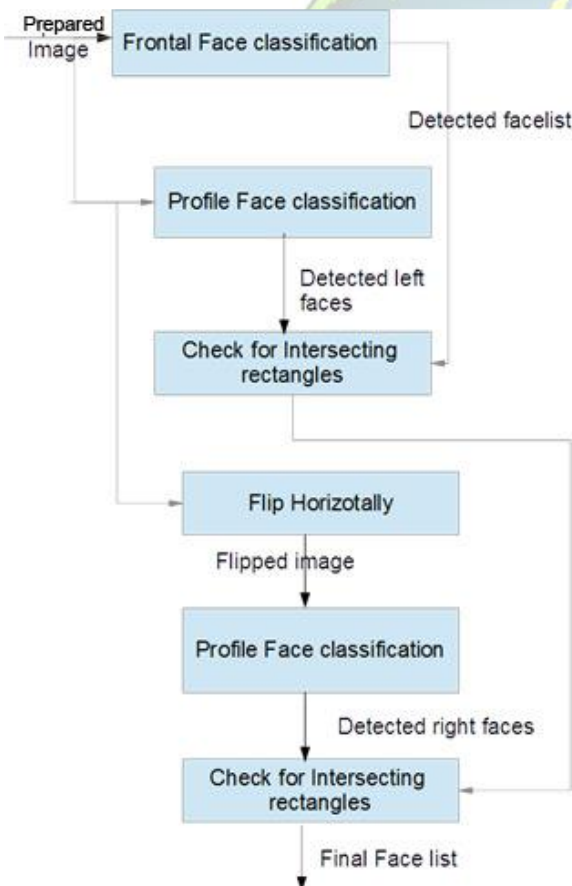 Prepared
Image
Frontal Face classification
Detected facelist
Profile Face classification
Detected left
faces
Check for Intersecting
rectangles
Flip Horizotally
Flipped image
Profile Face classification
Detected right faces
Check for Intersecting
rectangles
Final Face list